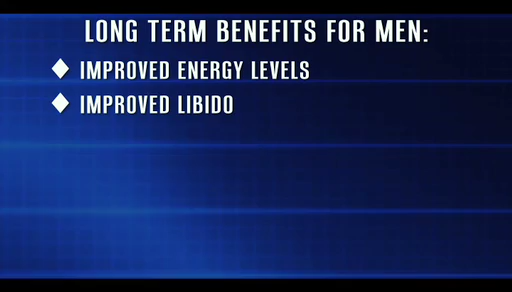 LONG TERM BENEFITS FOR MEN:
IMPROVED ENERGY LEVELS
IMPROVED LIBIDO